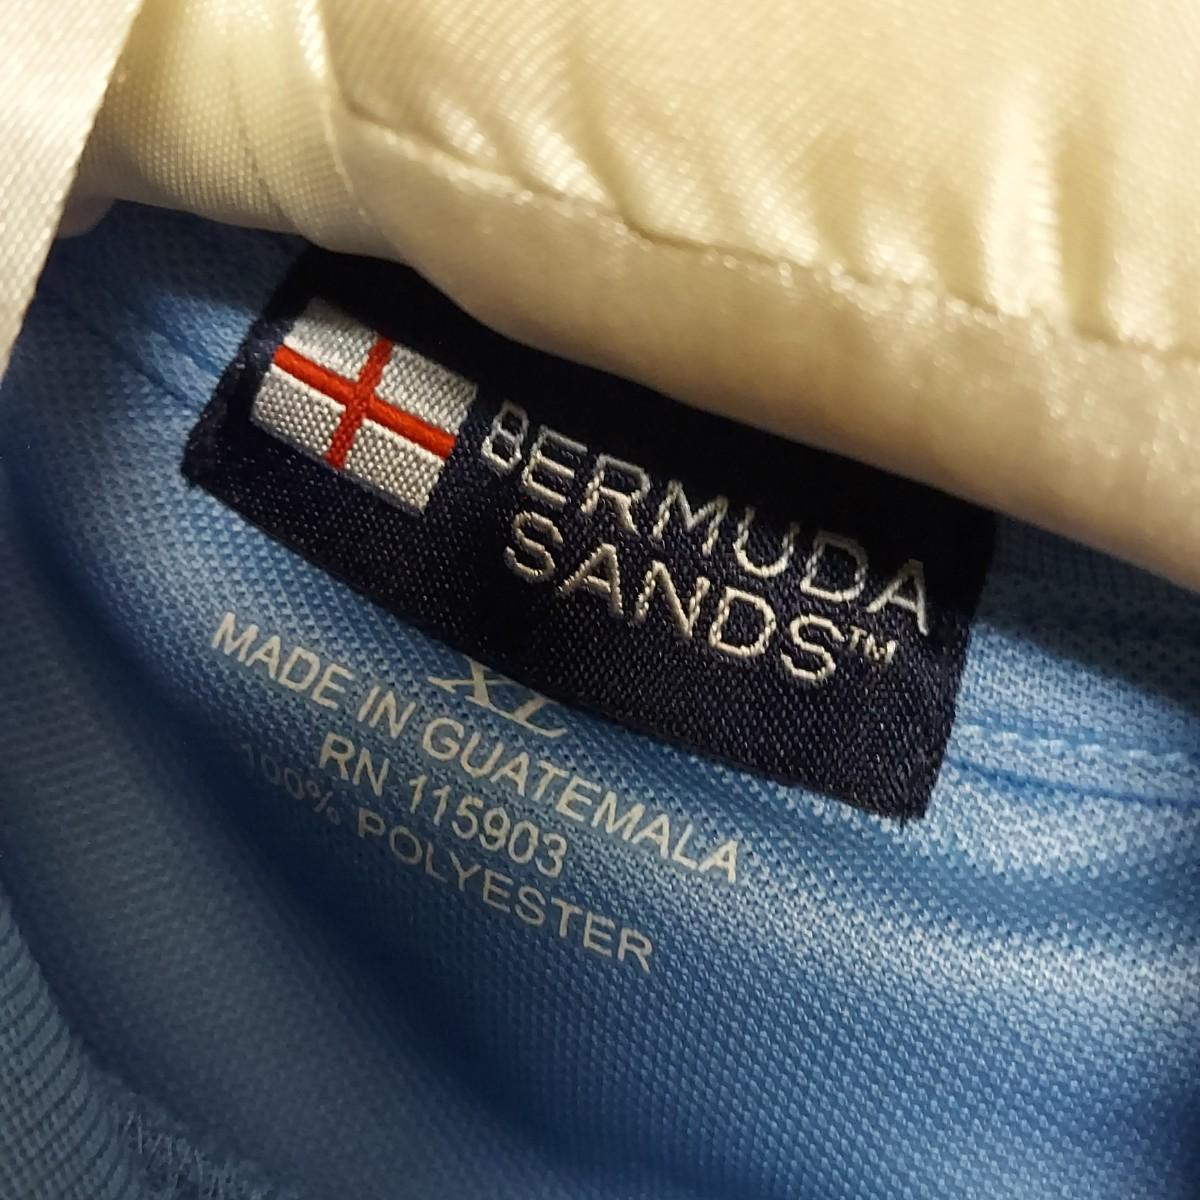 BERMUDA
SANDS™
XL
MADE IN GUATEMALA
RN 115903
100% POLYESTER